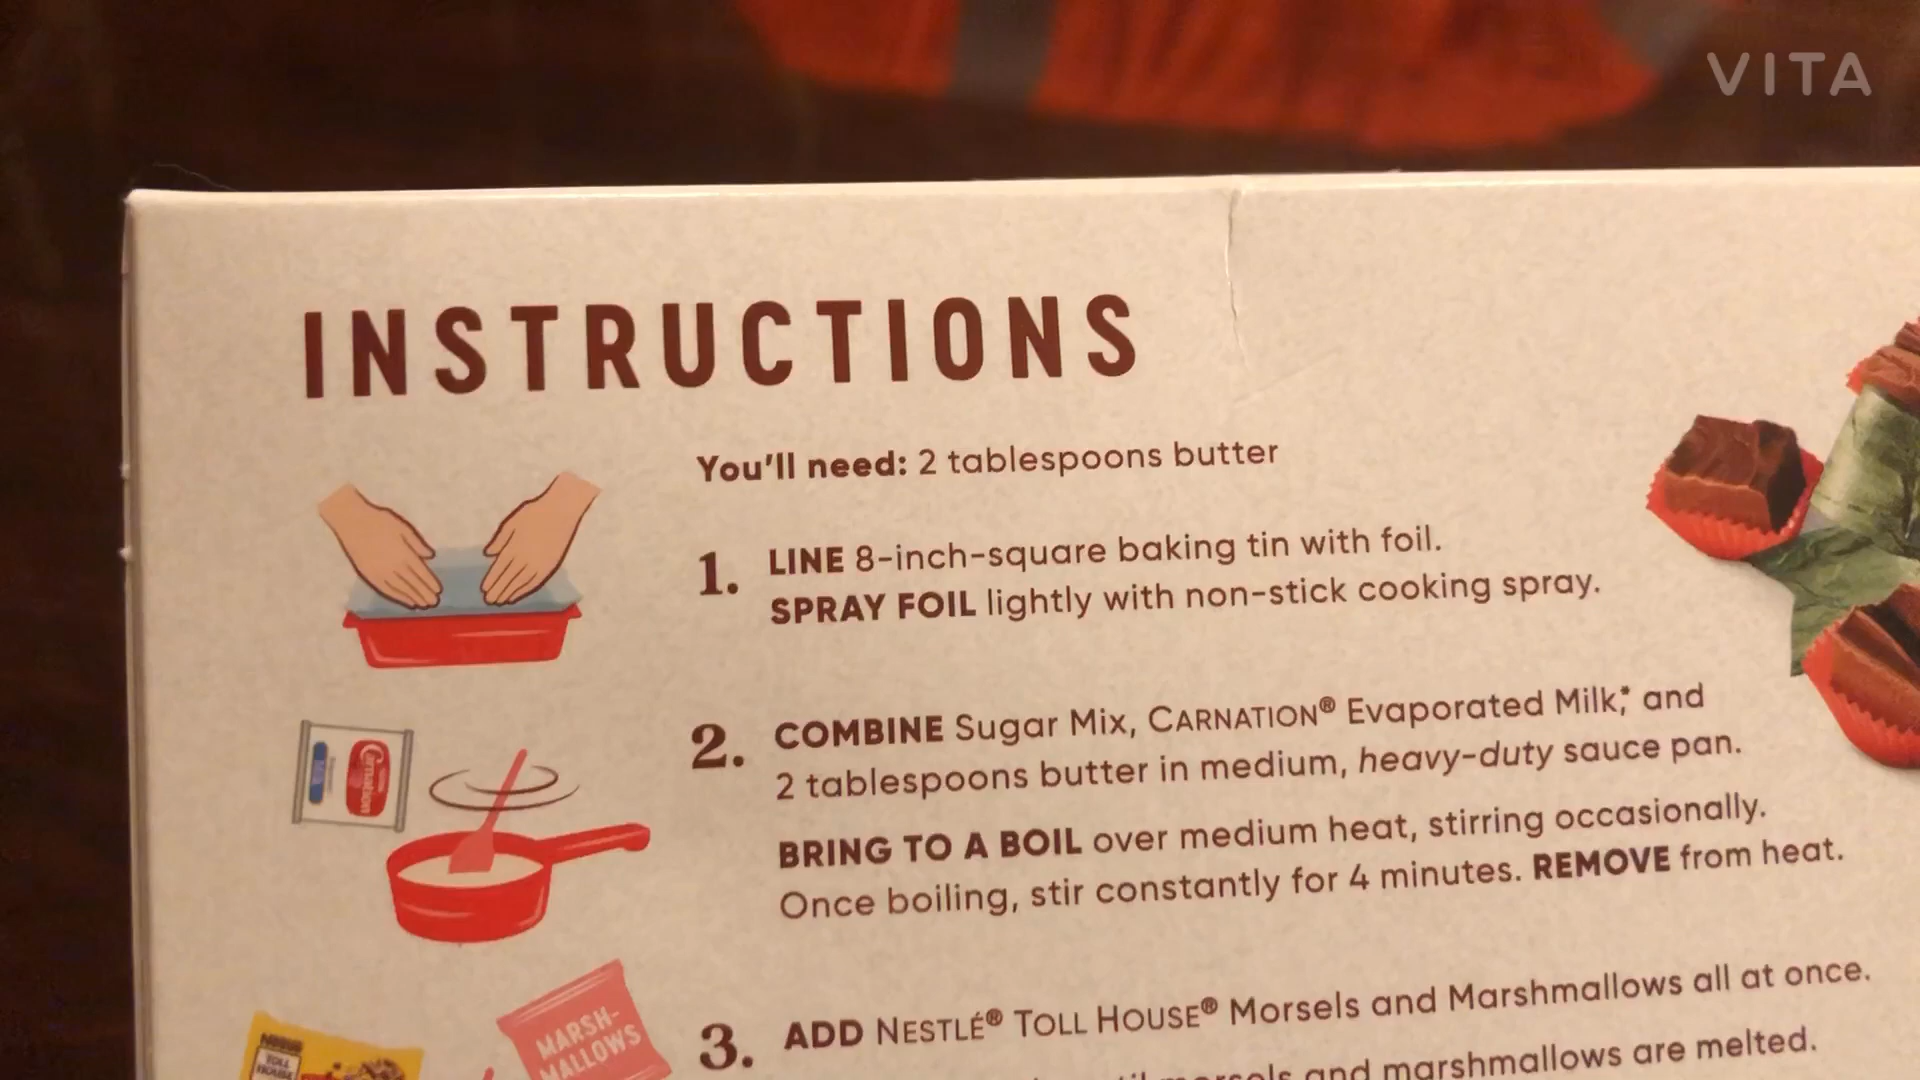 VITA
INSTRUCTIONS
You'll need: 2 tablespoons butter
1. LINE 8-inch-square baking tin with foil.
SPRAY FOIL lightly with non-stick cooking spray.
2. COMBINE Sugar Mix, CARNATION® Evaporated Milk,* and
2 tablespoons butter in medium, heavy-duty sauce pan.
BRING TO A BOIL over medium heat, stirring occasionally.
Once boiling, stir constantly for 4 minutes. REMOVE from heat.
Carnation
3. ADD NESTLÉ® TOLL HOUSE® Morsels and Marshmallows all at once.
morsels and marshmallows are melted.
MARSH-
MALLOWS
NESTLE
TOLL
HOUSE